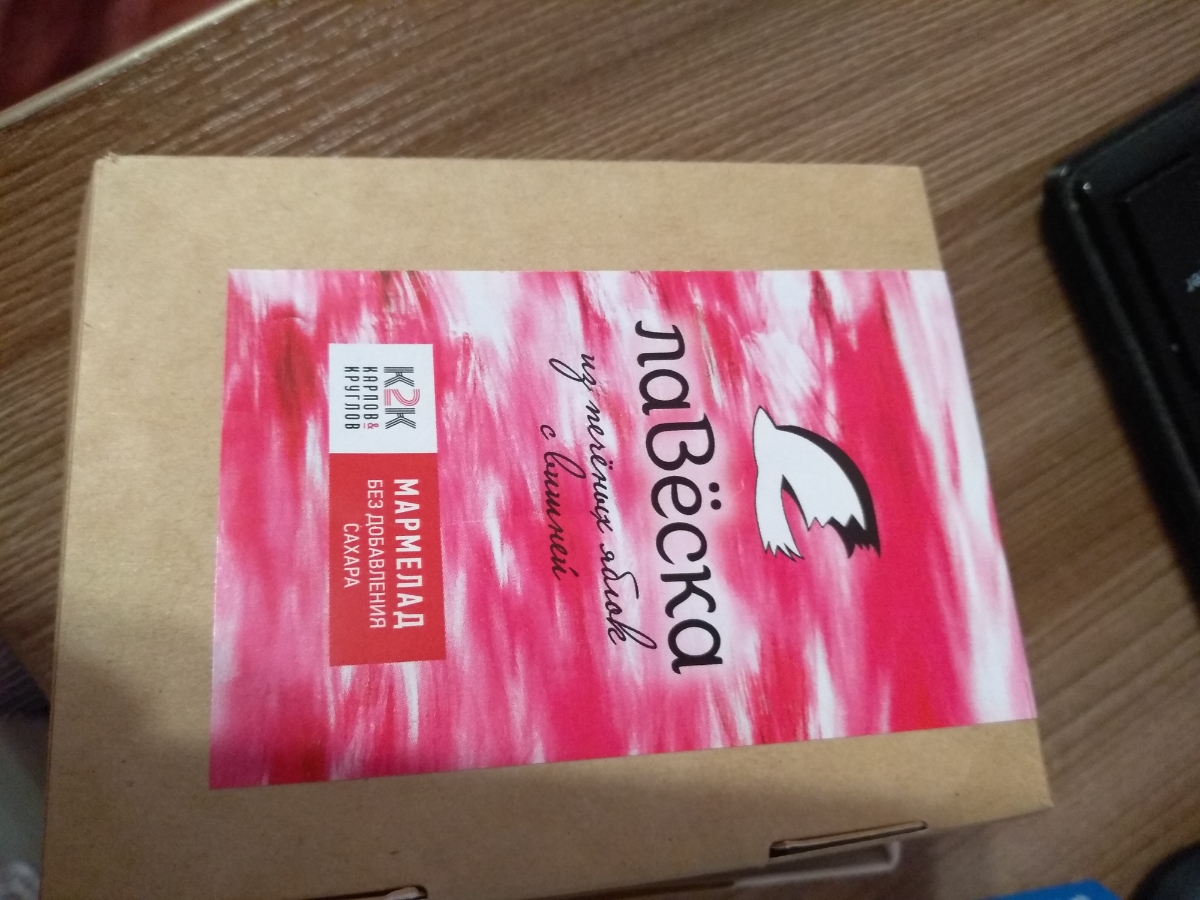 лаВёска
из печёных яблок
с вишней
К2К
КАРПОВ&
КРУГЛОВ
МАРМЕЛАД
БЕЗ ДОБАВЛЕНИЯ
САХАРА